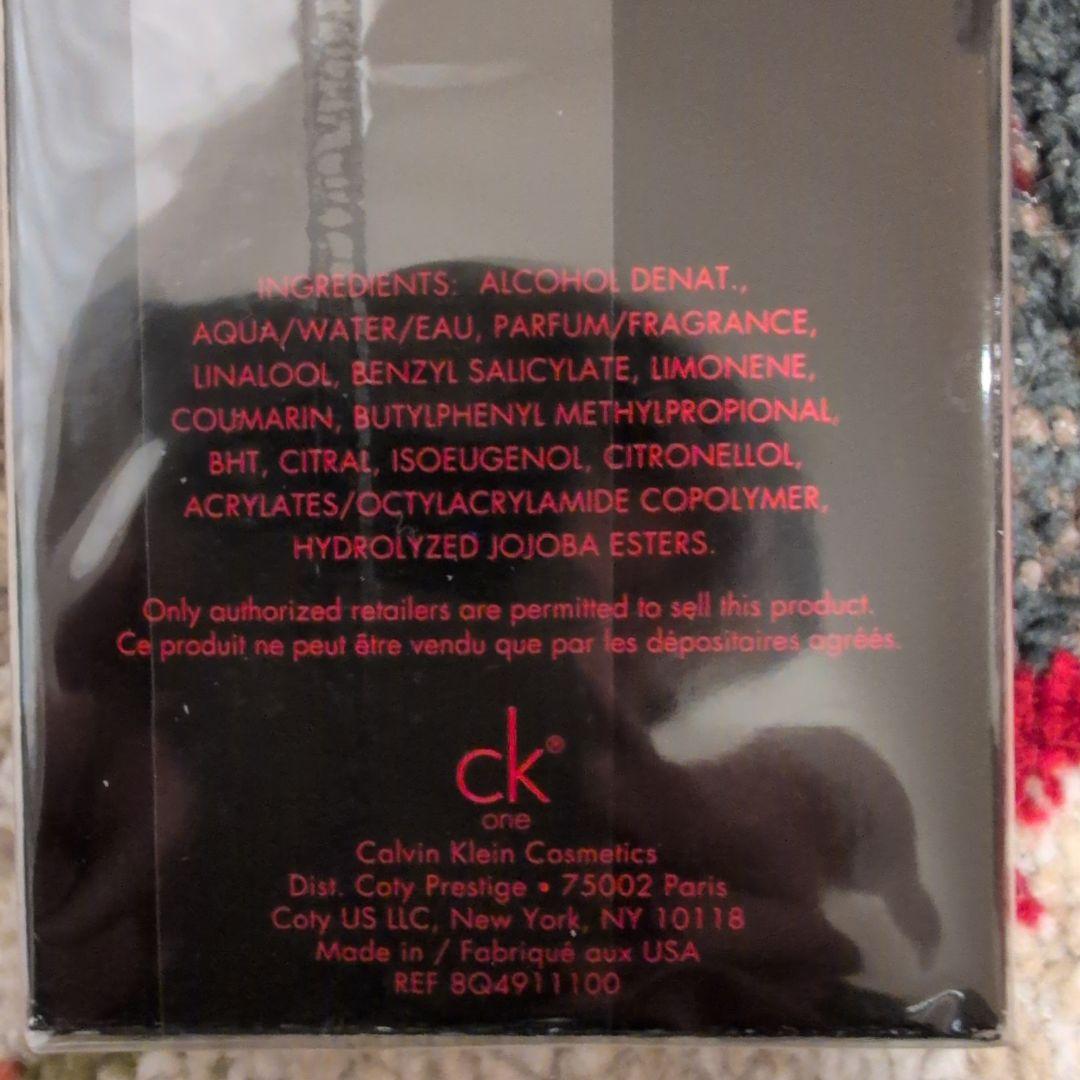 INGREDIENTS: ALCOHOL DENAT.,
AQUA/WATER/EAU, PARFUM/FRAGRANCE,
LINALOOL, BENZYL SALICYLATE, LIMONENE,
COUMARIN, BUTYLPHENYL METHYLPROPIONAL,
BHT, CITRAL, ISOEUGENOL, CITRONELLOL,
ACRYLATES/OCTYLACRYLAMIDE COPOLYMER,
HYDROLYZED JOJOBA ESTERS.
Only authorized retailers are permitted to sell this product.
Ce produit ne peut être vendu que par les dépositaires agréés.
ck®
one
Calvin Klein Cosmetics
Dist. Coty Prestige • 75002 Paris
Coty US LLC, New York, NY 10118
Made in / Fabriqué aux USA
REF 8Q4911100